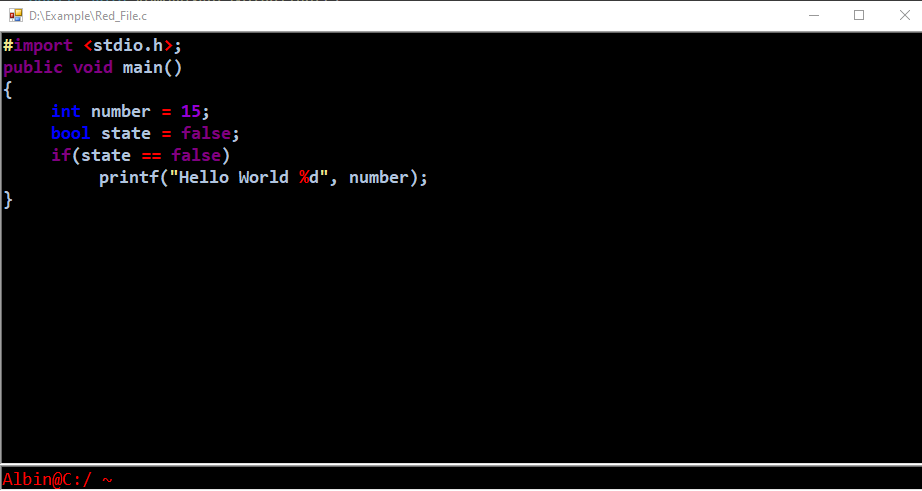 D:\Example\Red_File.c
#import <stdio.h>;
public void main()
{
     int number = 15;
     bool state = false;
     if(state == false)
          printf("Hello World %d", number);
}
Albin@C:/ ~